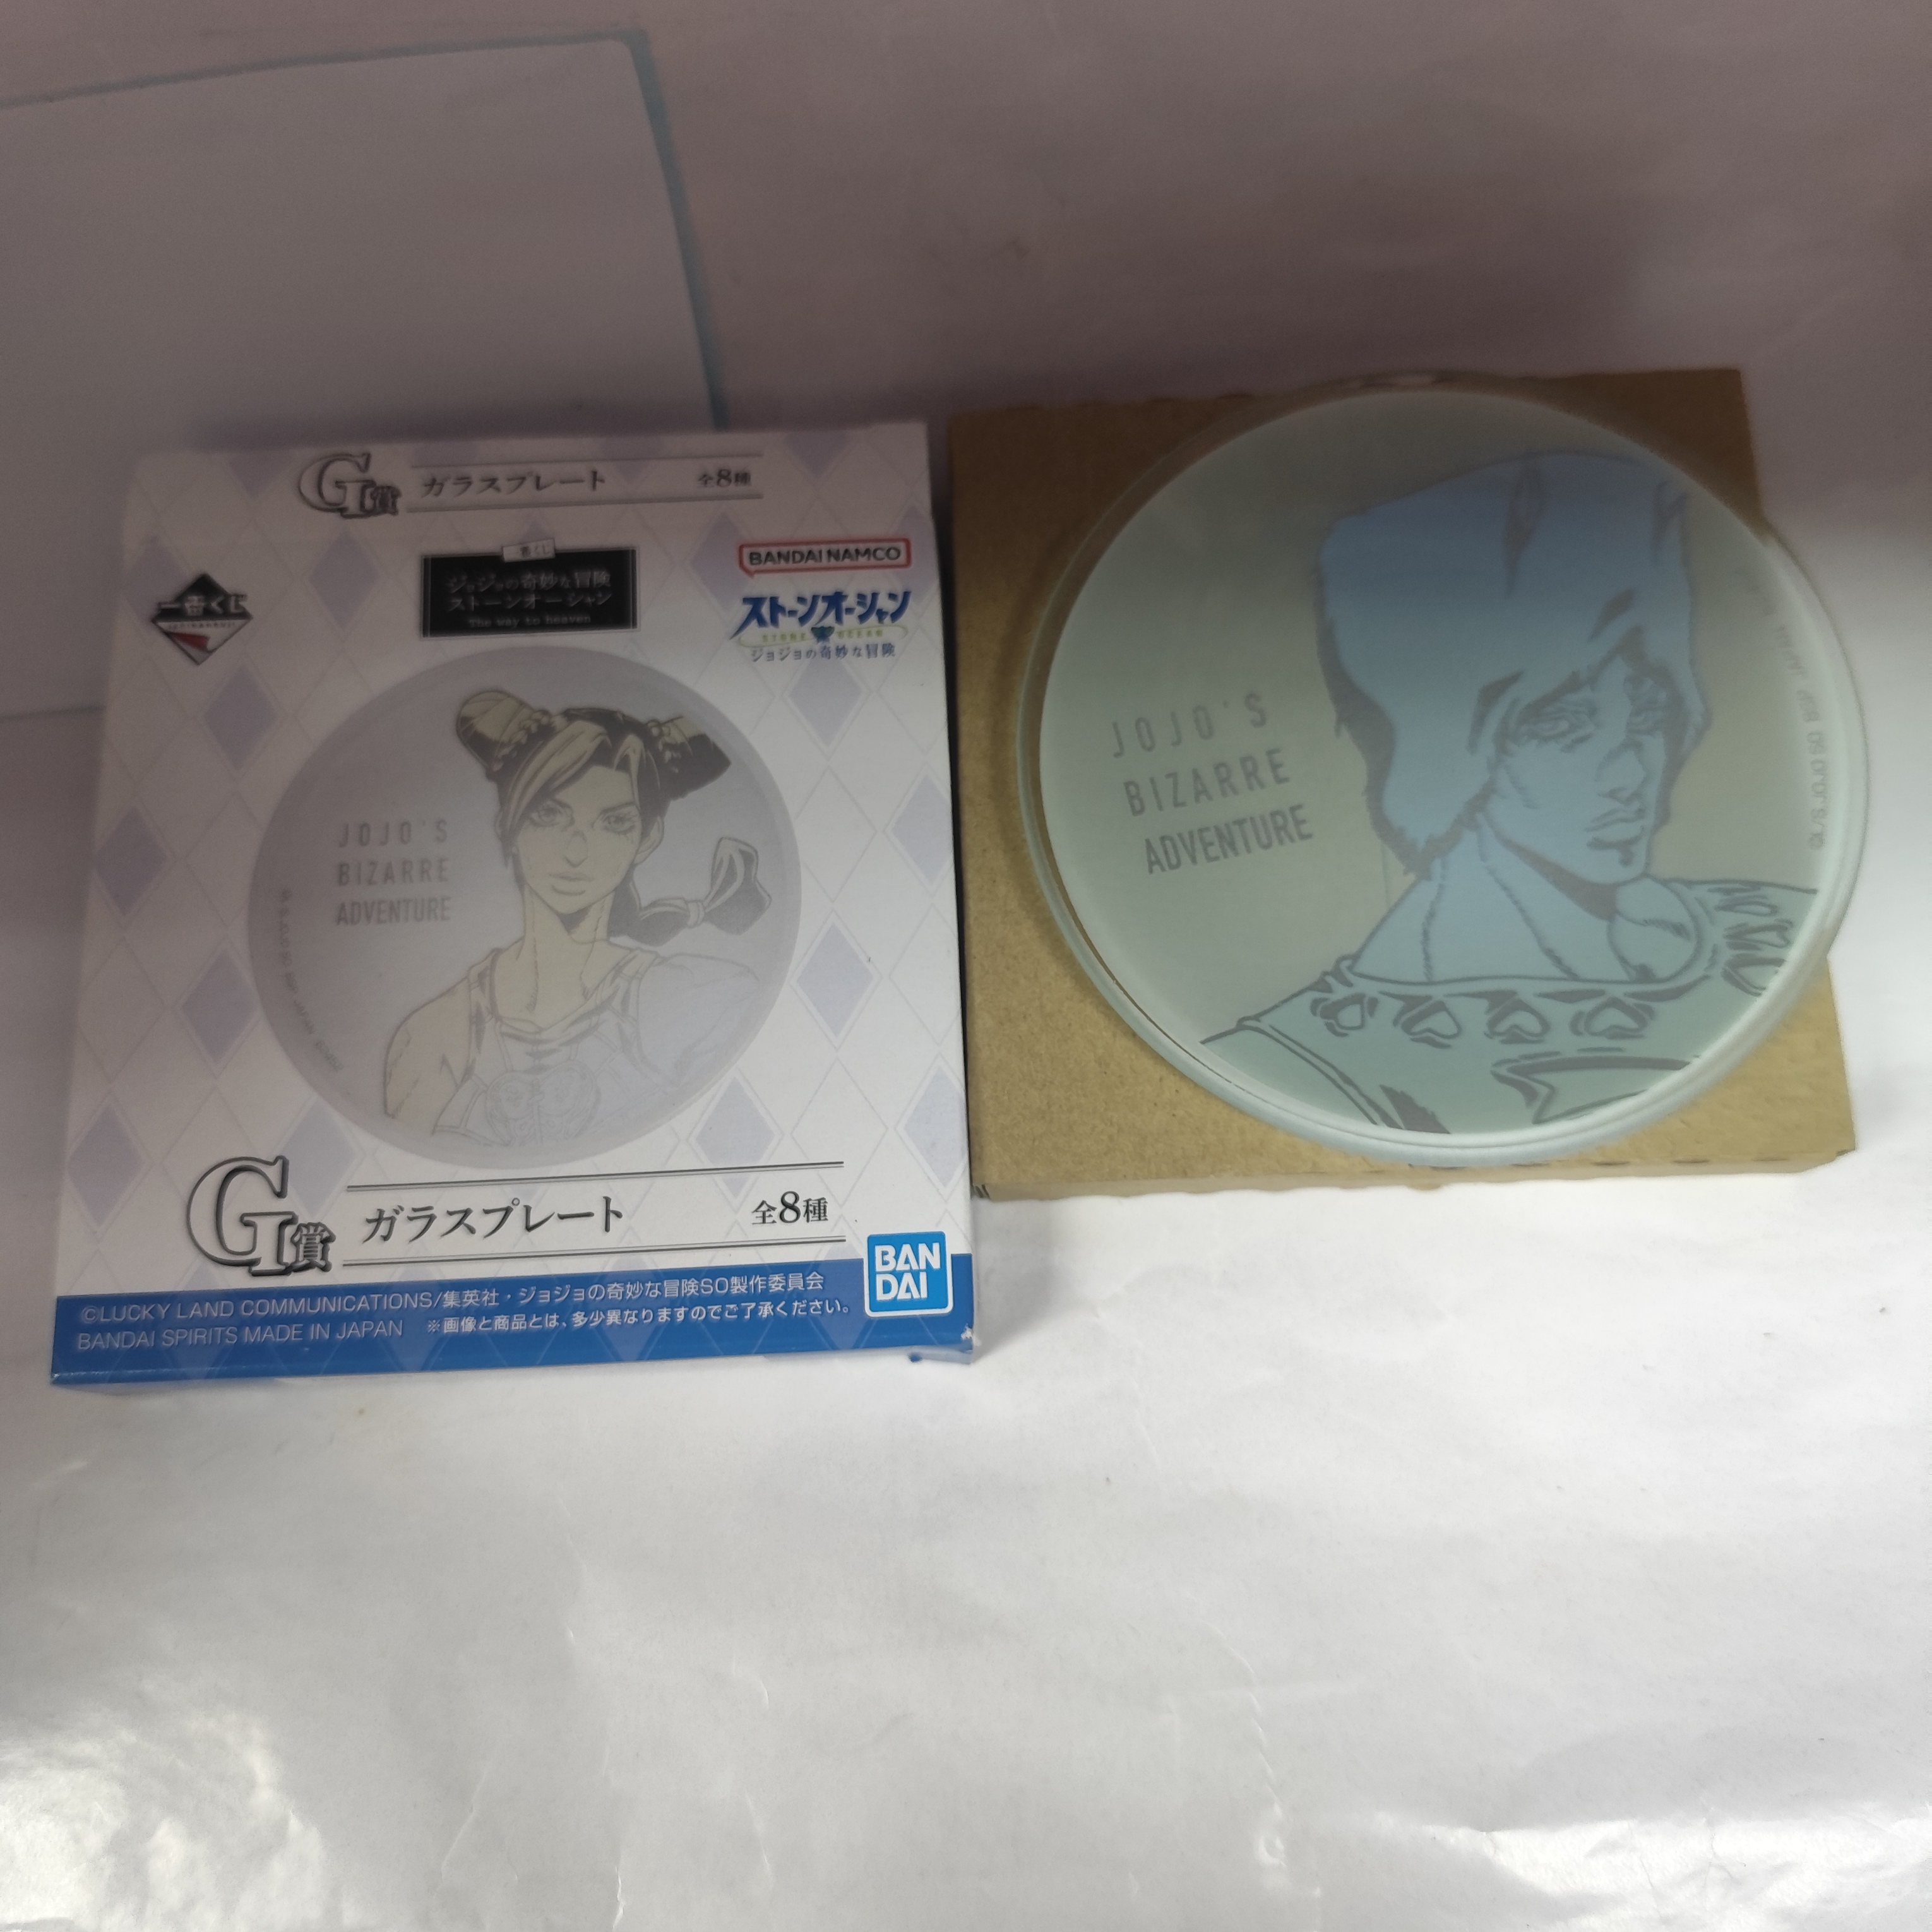 G賞 ガラスプレート 全8種
一番くじ
一番くじ
ジョジョの奇妙な冒険
ストーンオーシャン
The way to heaven
BANDAI NAMCO
ストーンオーシャン
STONE OCEAN
ジョジョの奇妙な冒険
JOJO'S
BIZARRE
ADVENTURE
G賞 ガラスプレート 全8種
©LUCKY LAND COMMUNICATIONS/集英社・ジョジョの奇妙な冒険SO製作委員会
BANDAI SPIRITS MADE IN JAPAN ※画像と商品とは、多少異なりますのでご了承ください。
BAN
DAI
JOJO'S
BIZARRE
ADVENTURE